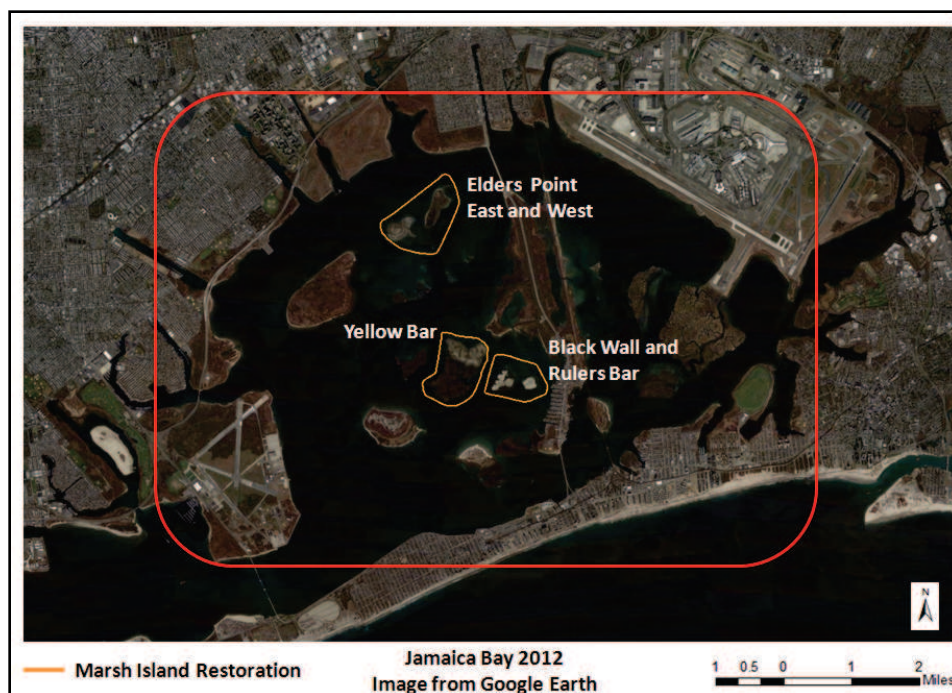 Elders Point
East and West
Yellow Bar
Black Wall and
Rulers Bar
N
Marsh Island Restoration
Jamaica Bay 2012
Image from Google Earth
1 0.5 0 1 2
Miles